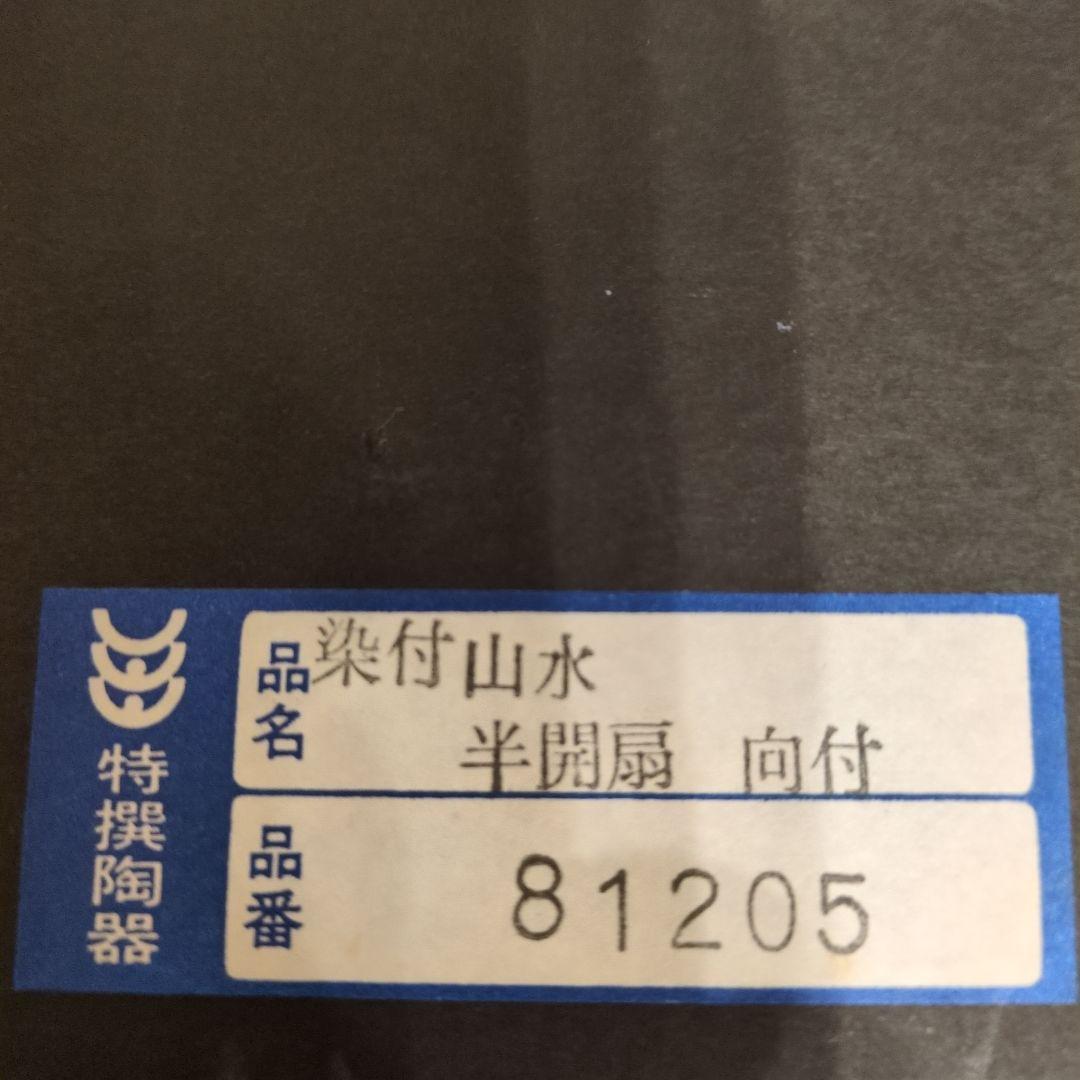 特撰陶器
品名
染付山水
半開扇　向付
品番
81205